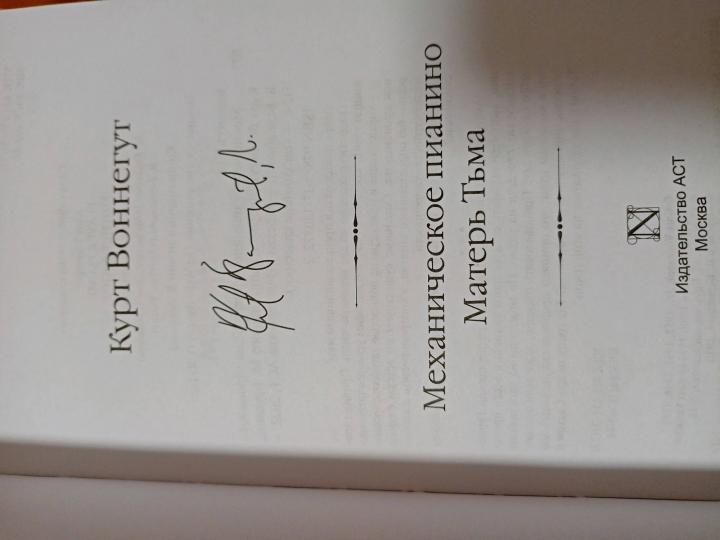 Курт Воннегут
Механическое пианино
Матерь Тьма
Издательство АСТ
Москва